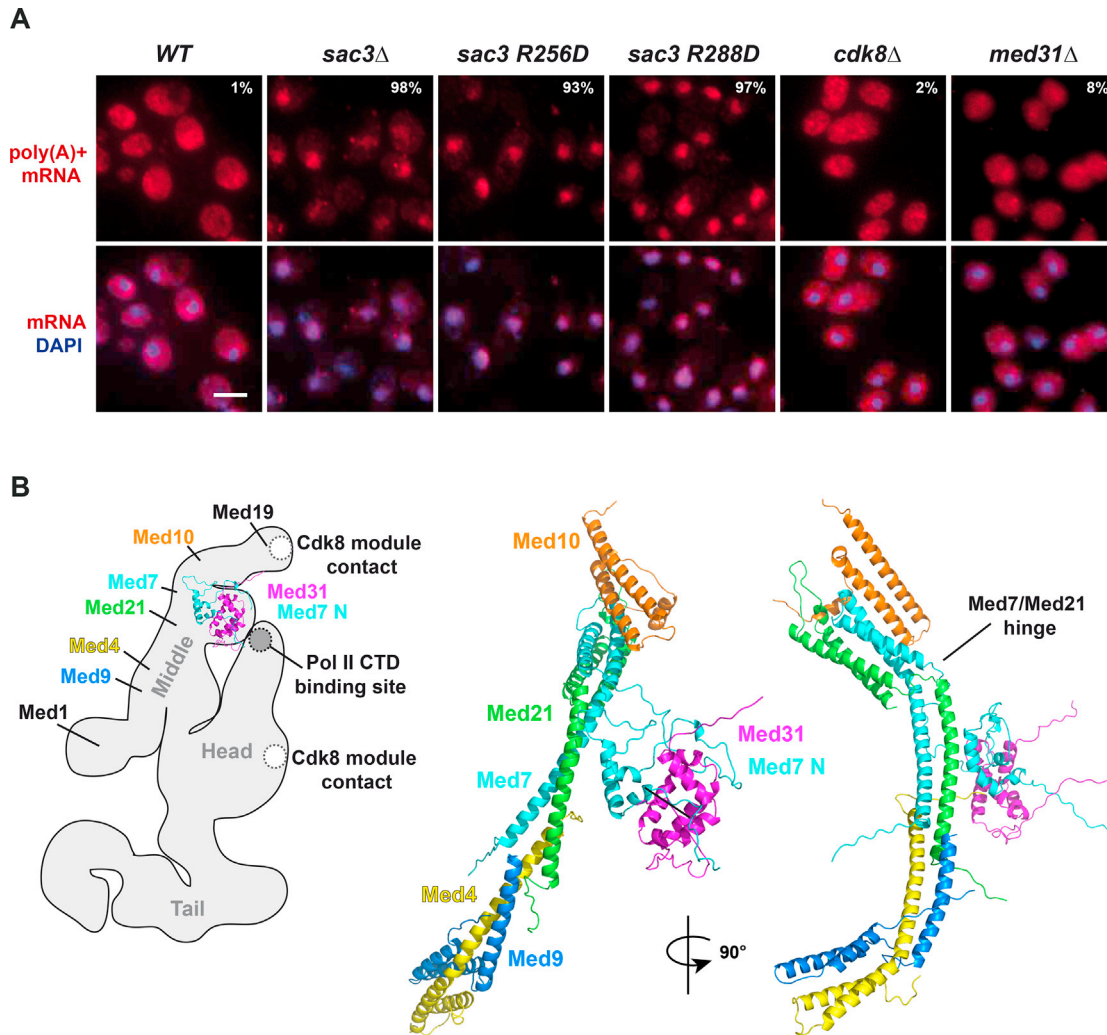 A
WT
sac3Δ
sac3 R256D
sac3 R288D
cdk8Δ
med31Δ
poly(A)+
mRNA
1%
98%
93%
97%
2%
8%
mRNA
DAPI
B
Med19
Med10
Cdk8 module
contact
Med7
Med31
Med21
Med7 N
Med4
Middle
Pol II CTD
binding site
Med9
Med1
Head
Cdk8 module
contact
Tail
Med10
Med21
Med31
Med7 N
Med7
Med4
Med9
90°
Med7/Med21
hinge